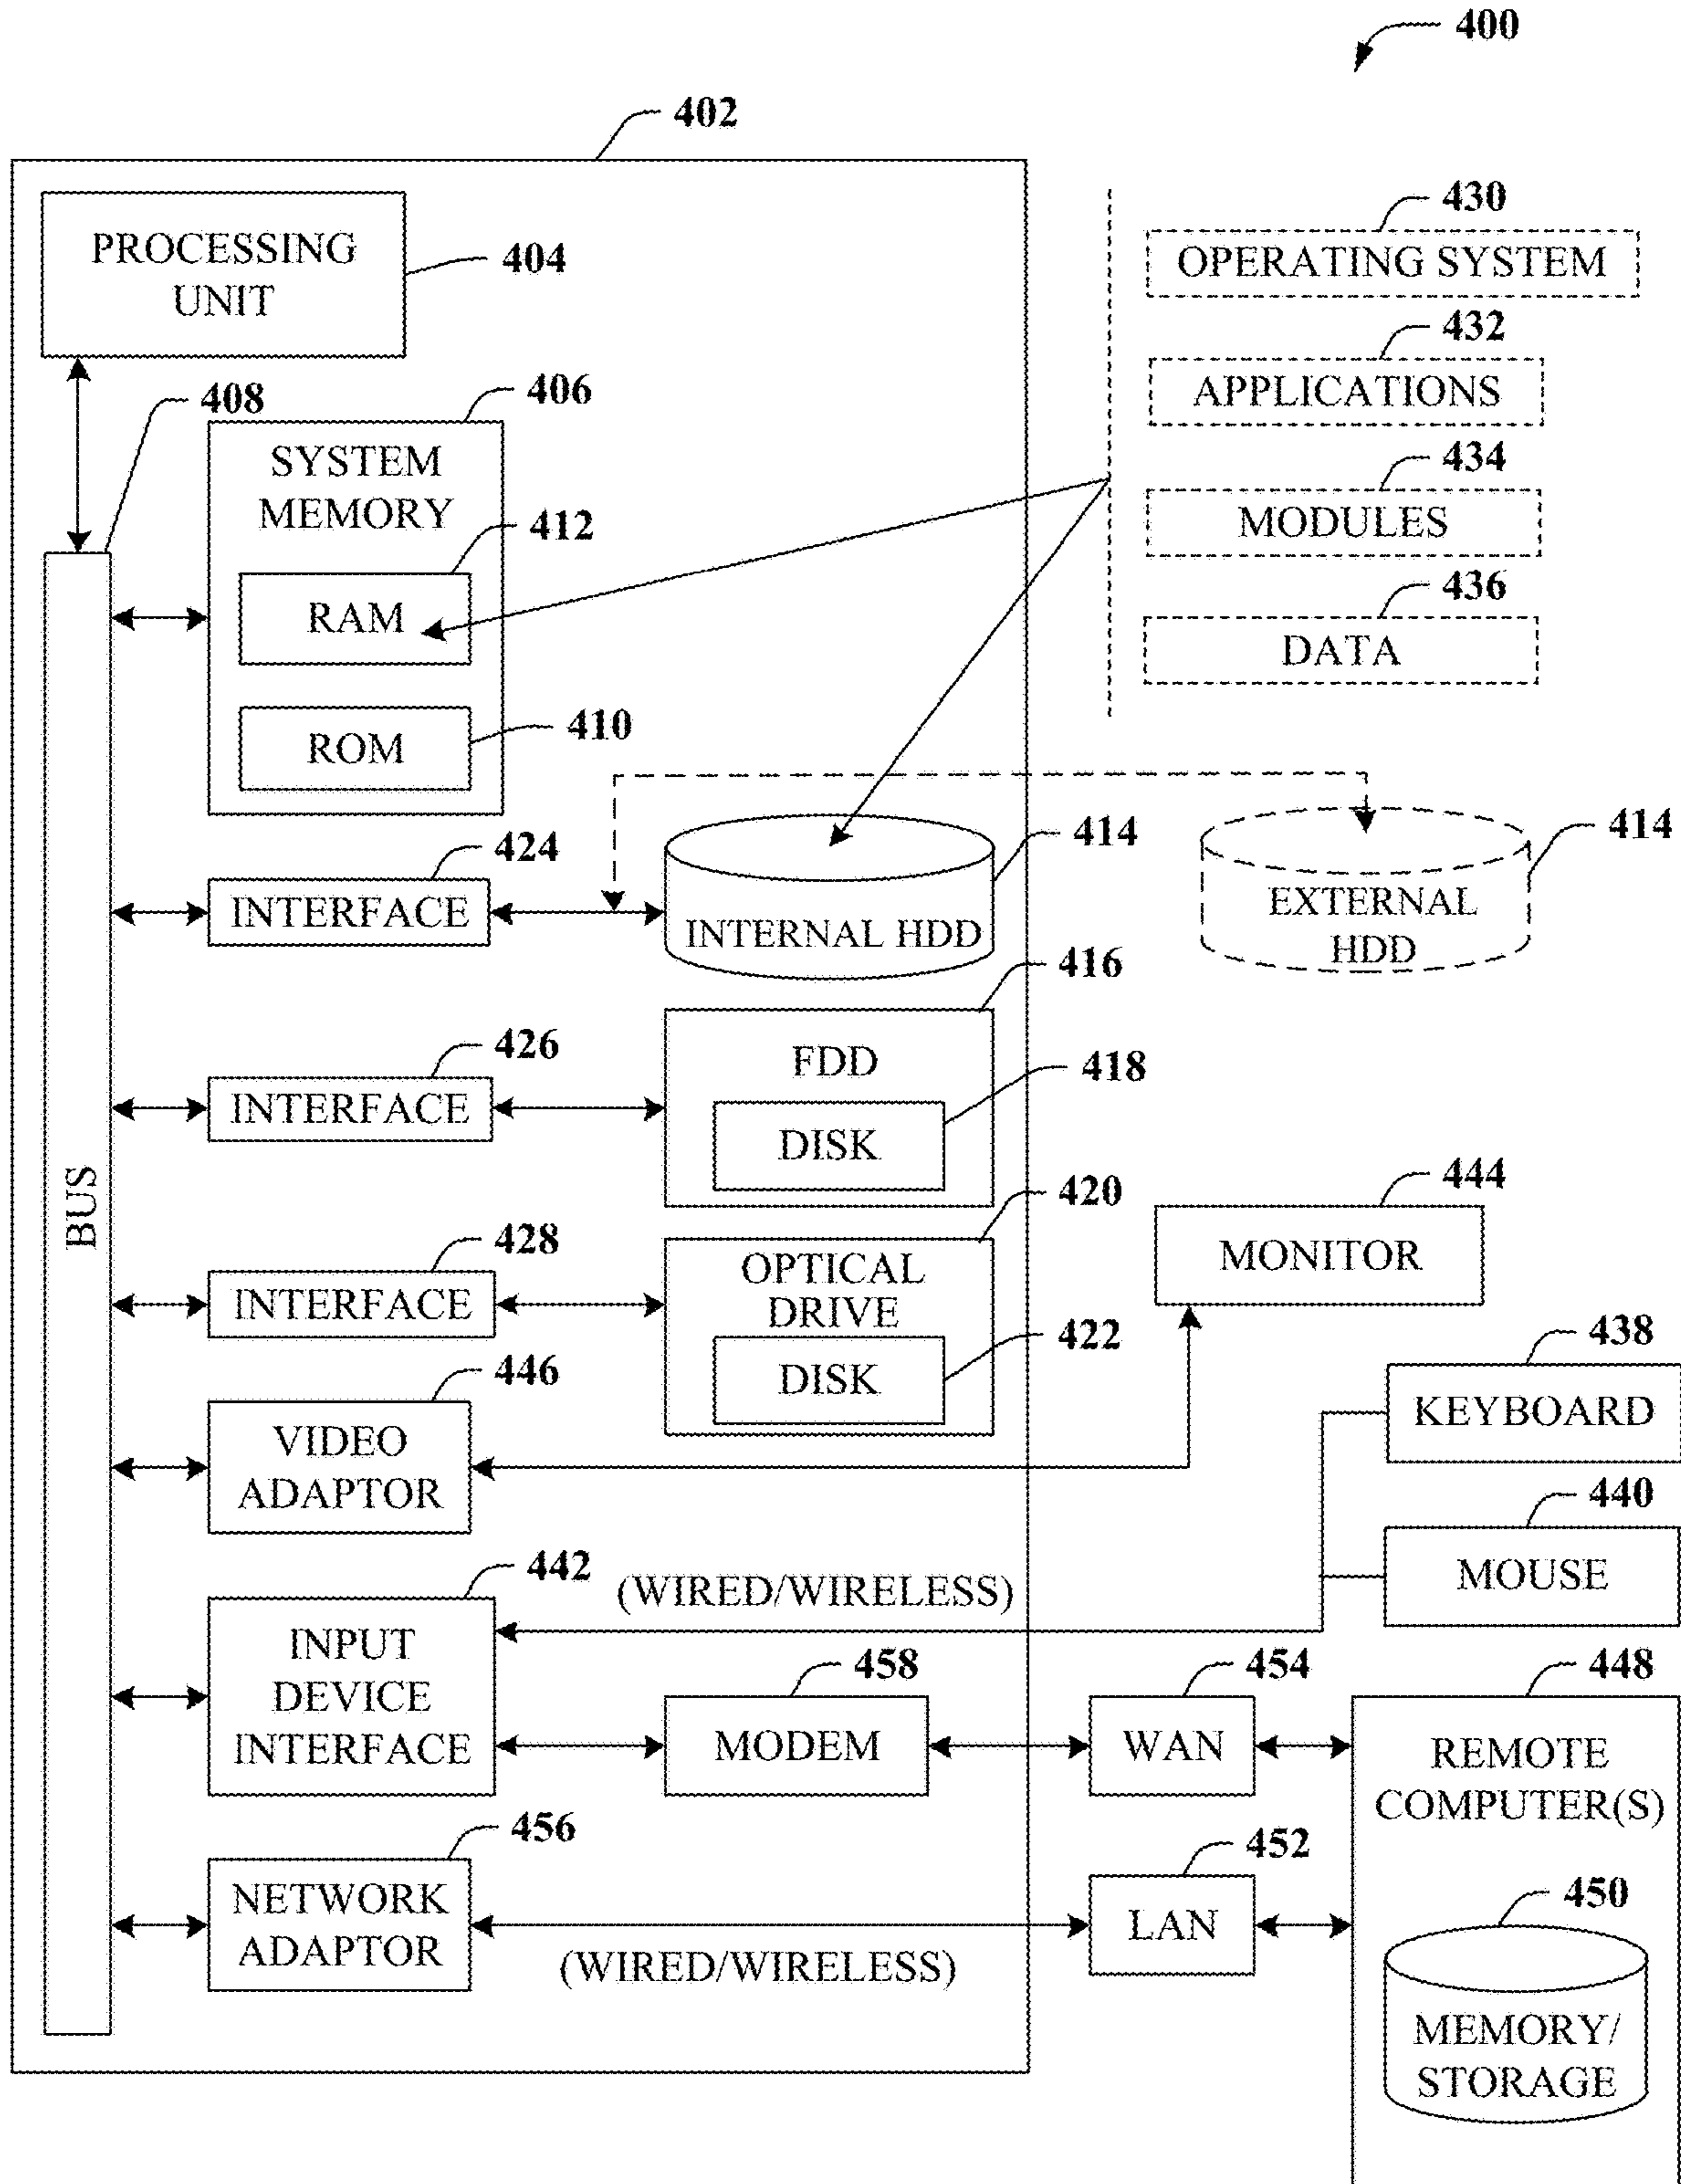 400
402
PROCESSING
UNIT
404
430
OPERATING SYSTEM
432
APPLICATIONS
434
MODULES
436
DATA
408
406
SYSTEM
MEMORY
412
RAM
410
ROM
424
INTERFACE
414
INTERNAL HDD
414
EXTERNAL
HDD
426
INTERFACE
416
FDD
418
DISK
BUS
428
INTERFACE
420
OPTICAL
DRIVE
422
DISK
444
MONITOR
446
VIDEO
ADAPTOR
438
KEYBOARD
440
MOUSE
442
INPUT
DEVICE
INTERFACE
(WIRED/WIRELESS)
458
MODEM
454
WAN
448
REMOTE
COMPUTER(S)
456
NETWORK
ADAPTOR
(WIRED/WIRELESS)
452
LAN
450
MEMORY/
STORAGE